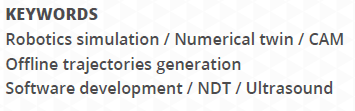 KEYWORDS
Robotics simulation / Numerical twin / CAM
Offline trajectories generation
Software development / NDT / Ultrasound